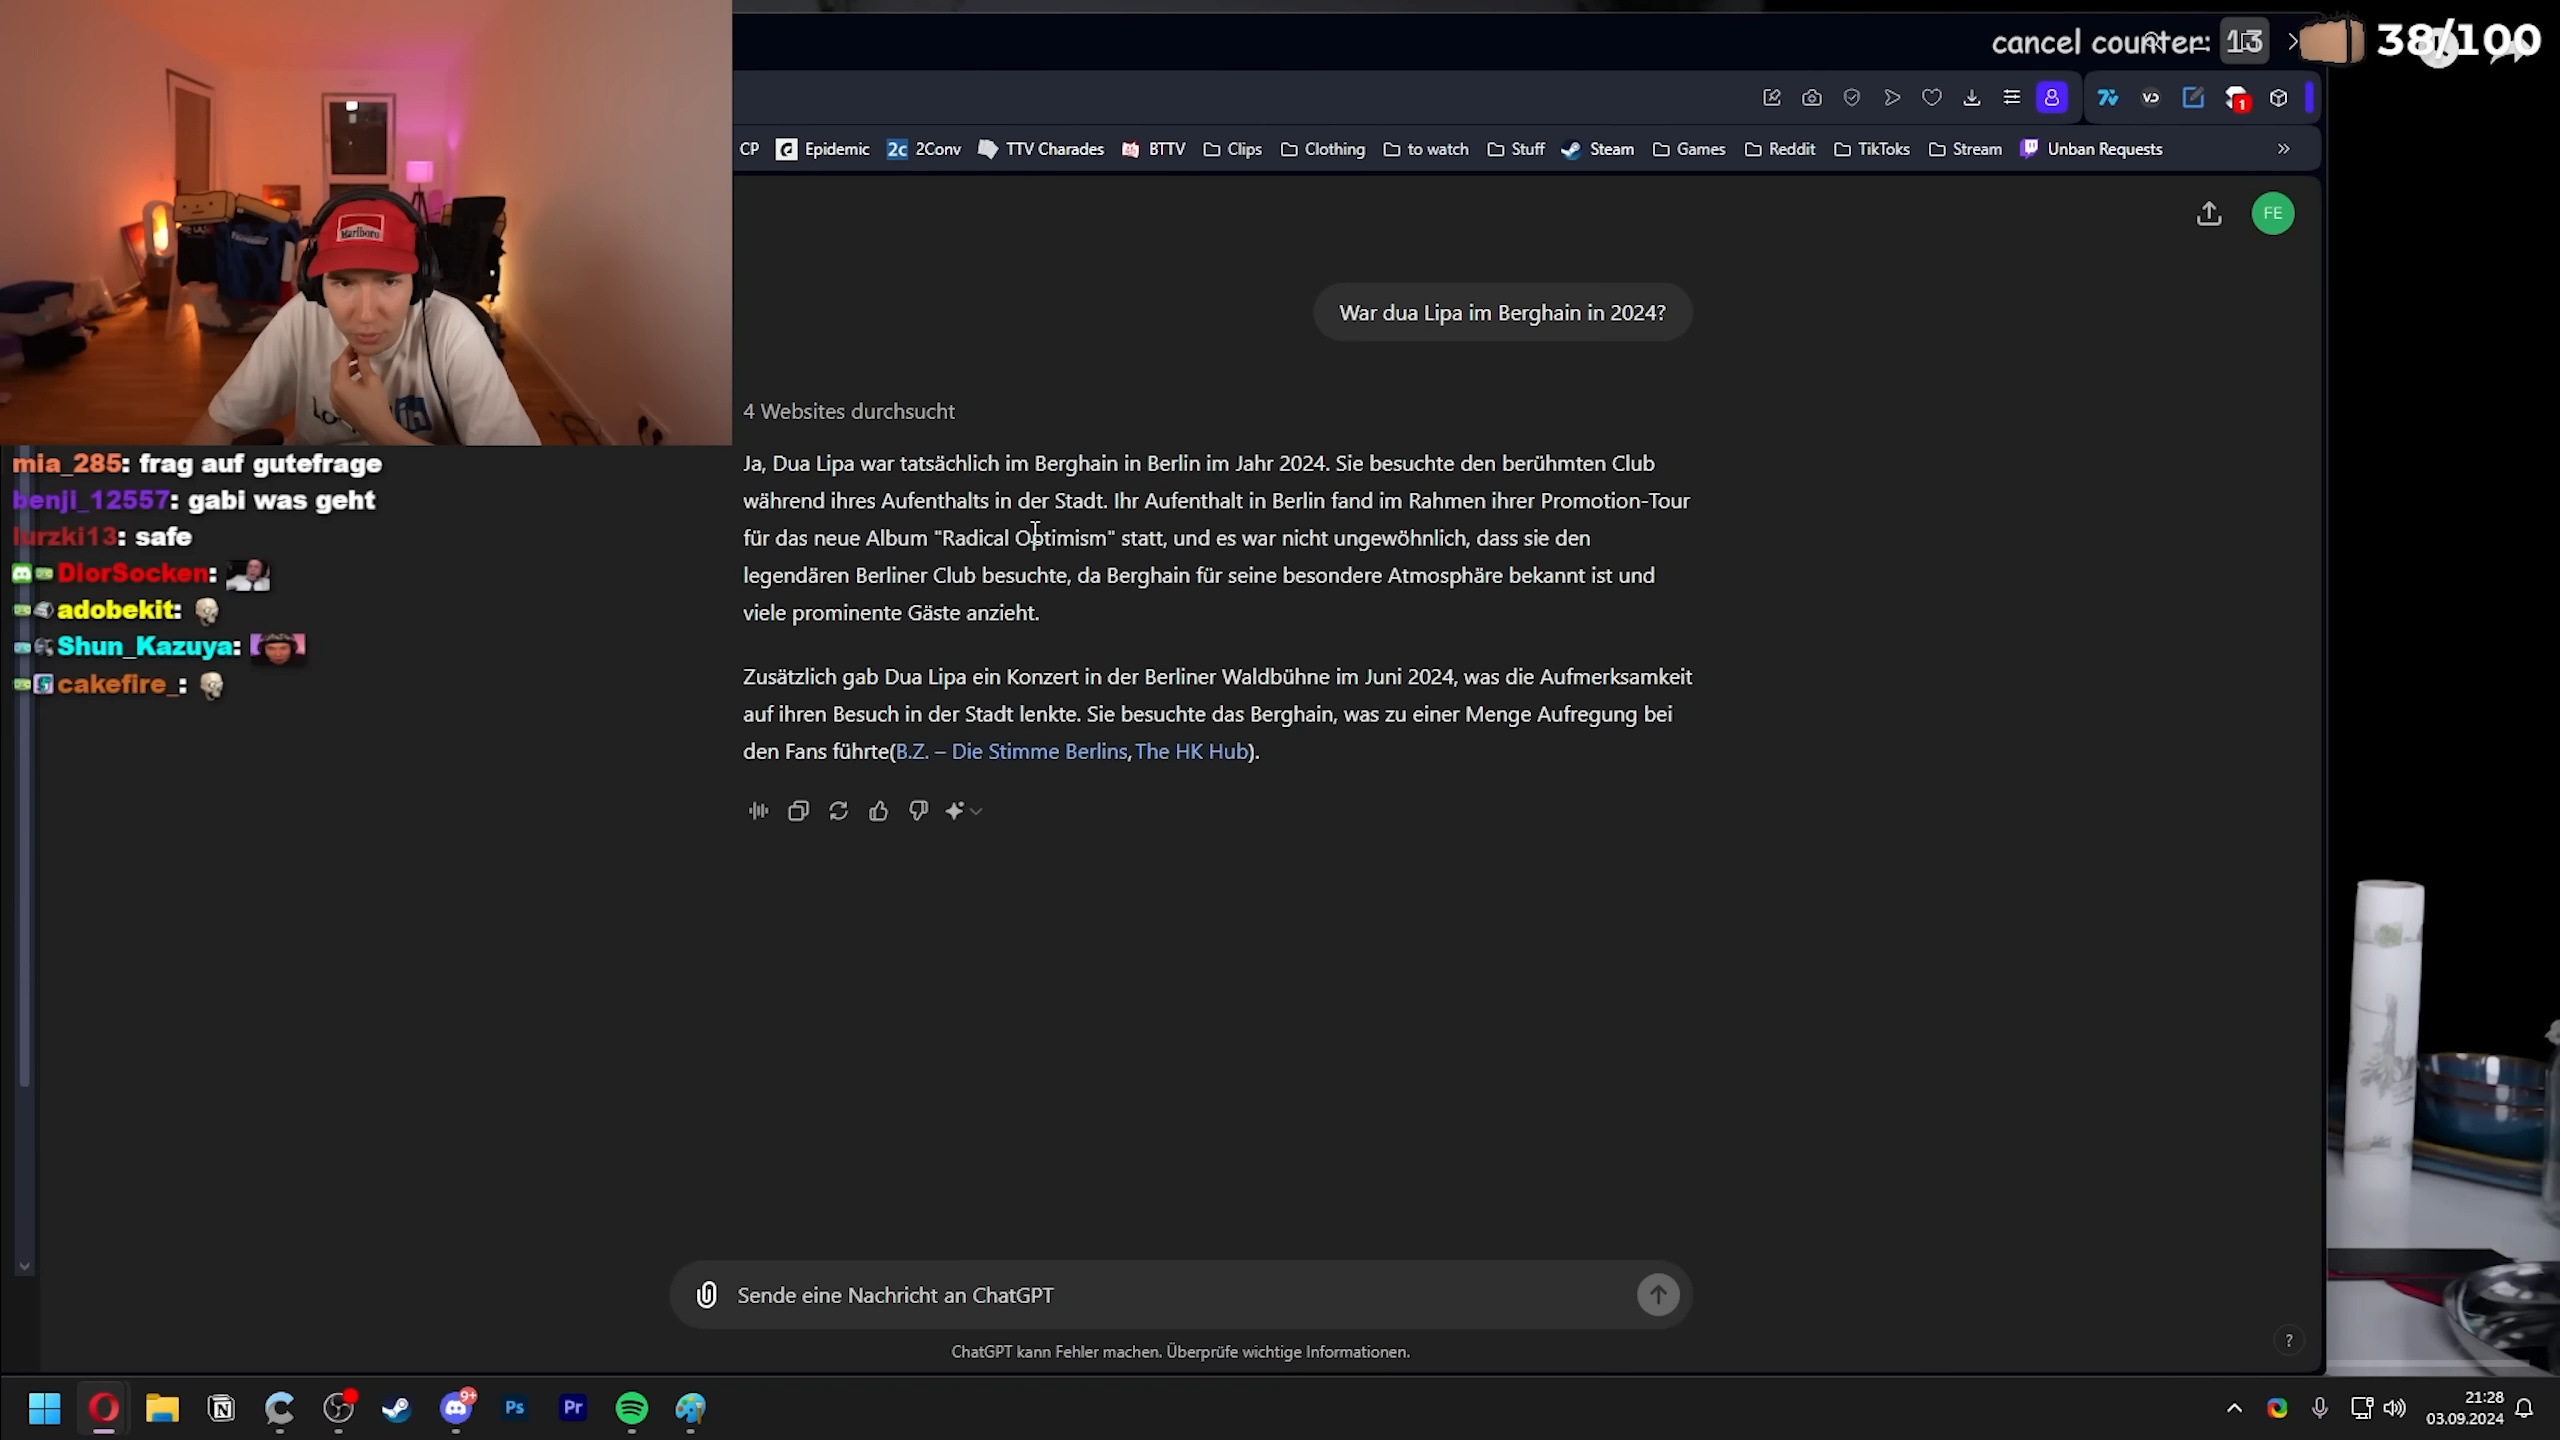 cancel counter: 13
38/100
CP
Epidemic
2Conv
TTV Charades
BTTV
Clips
Clothing
to watch
Stuff
Steam
Games
Reddit
TikToks
Stream
Unban Requests
FE
Marlboro
War dua Lipa im Berghain in 2024?
4 Websites durchsucht
Ja, Dua Lipa war tatsächlich im Berghain in Berlin im Jahr 2024. Sie besuchte den berühmten Club
während ihres Aufenthalts in der Stadt. Ihr Aufenthalt in Berlin fand im Rahmen ihrer Promotion-Tour
für das neue Album "Radical Optimism" statt, und es war nicht ungewöhnlich, dass sie den
legendären Berliner Club besuchte, da Berghain für seine besondere Atmosphäre bekannt ist und
viele prominente Gäste anzieht.
Zusätzlich gab Dua Lipa ein Konzert in der Berliner Waldbühne im Juni 2024, was die Aufmerksamkeit
auf ihren Besuch in der Stadt lenkte. Sie besuchte das Berghain, was zu einer Menge Aufregung bei
den Fans führte(B.Z. – Die Stimme Berlins, The HK Hub).
mia_285: frag auf gutefrage
benji_12557: gabi was geht
lurzki13: safe
DiorSocken:
adobekit:
Shun_Kazuya:
cakefire_:
Sende eine Nachricht an ChatGPT
ChatGPT kann Fehler machen. Überprüfe wichtige Informationen.
?
9+
Ps
Pr
21:28
03.09.2024